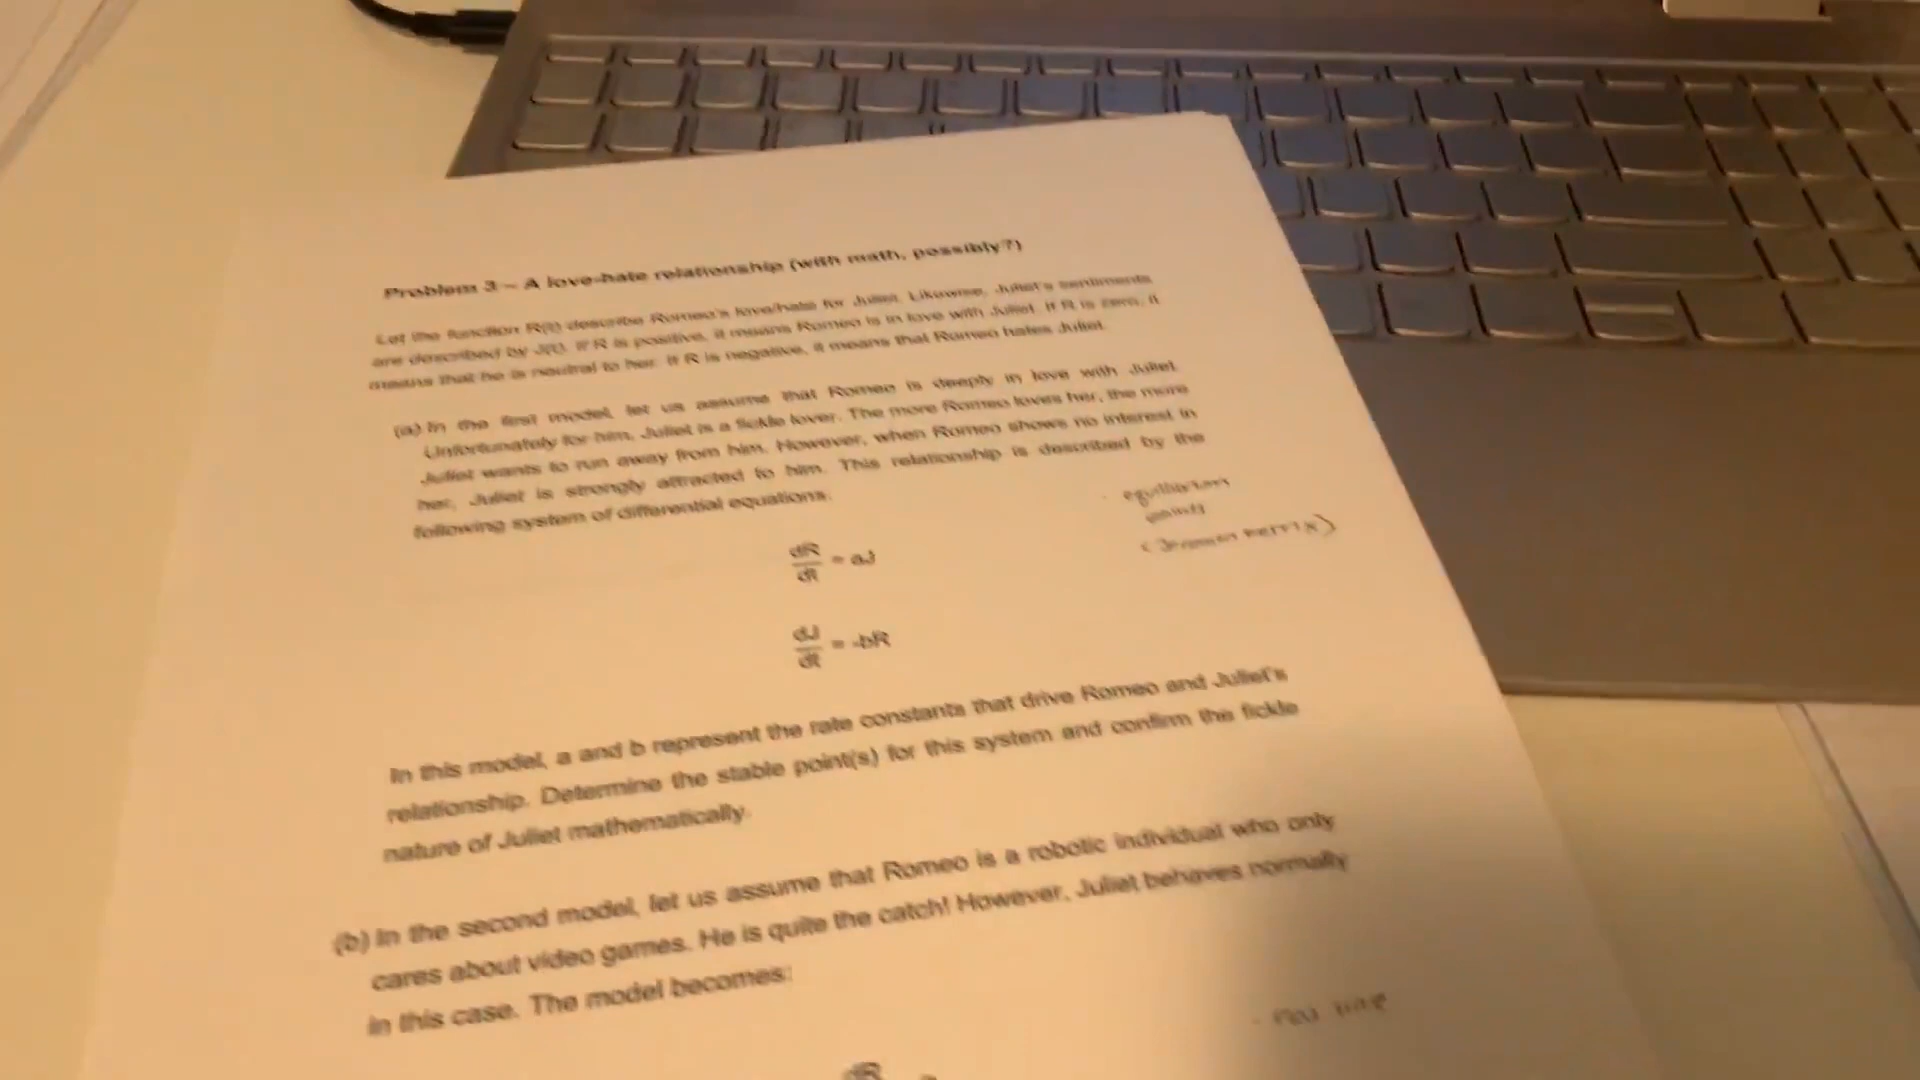 Problem 3 – A love-hate relationship (with math, possibly?)
Let the function R(t) describe Romeo's love/hate for Juliet. Likewise, Juliet's sentiments
are described by J(t). If R is positive, it means Romeo is in love with Juliet. If R is zero, it
means that he is neutral to her. If R is negative, it means that Romeo hates Juliet.
(a) In the first model, let us assume that Romeo is deeply in love with Juliet.
Unfortunately for him, Juliet is a fickle lover. The more Romeo loves her, the more
Juliet wants to run away from him. However, when Romeo shows no interest in
her, Juliet is strongly attracted to him. This relationship is described by the
following system of differential equations:
- equilibrium
points
dR/dt = aJ
dJ/dt = -bR
In this model, a and b represent the rate constants that drive Romeo and Juliet's
relationship. Determine the stable point(s) for this system and confirm the fickle
nature of Juliet mathematically.
(b) In the second model, let us assume that Romeo is a robotic individual who only
cares about video games. He is quite the catch! However, Juliet behaves normally
in this case. The model becomes:
dR